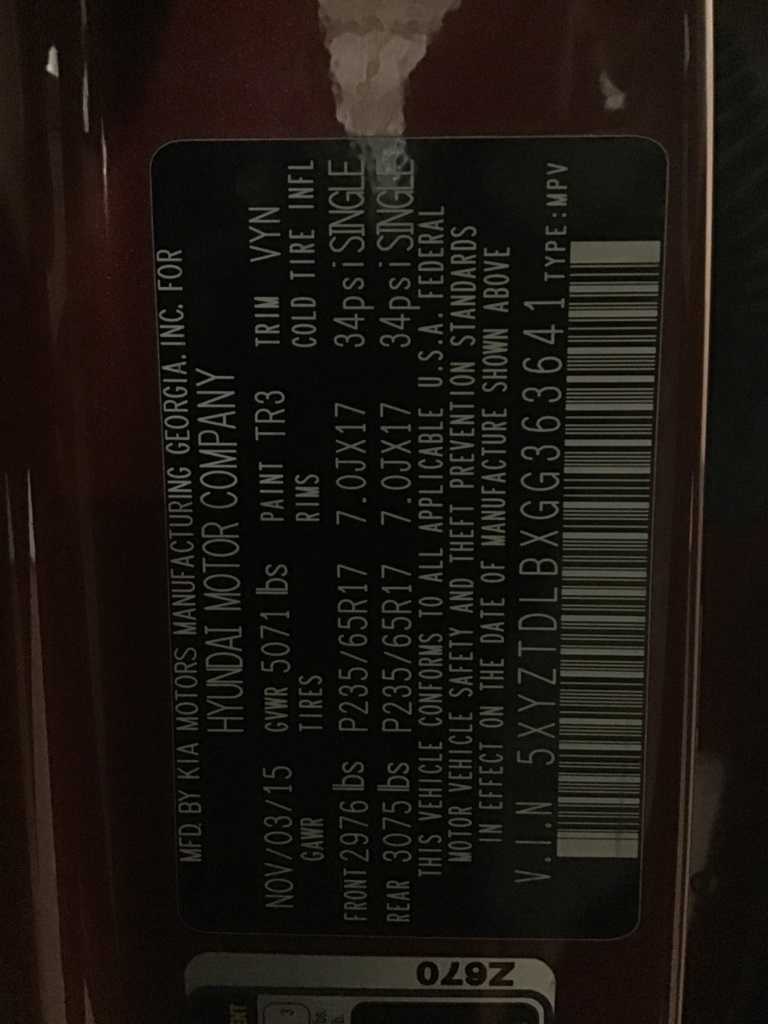 MFD. BY KIA MOTORS MANUFACTURING GEORGIA. INC. FOR
HYUNDAI MOTOR COMPANY
NOV/03/15 GVWR 5071 lbs PAINT TR3 TRIM VYN
GAWR TIRES RIMS COLD TIRE INFL
FRONT 2976 lbs P235/65R17 7.0JX17 34psi SINGLE
REAR 3075 lbs P235/65R17 7.0JX17 34psi SINGLE
THIS VEHICLE CONFORMS TO ALL APPLICABLE U.S.A. FEDERAL
MOTOR VEHICLE SAFETY AND THEFT PREVENTION STANDARDS
IN EFFECT ON THE DATE OF MANUFACTURE SHOWN ABOVE
V.I.N 5XYZTDLBXGG363641 TYPE:MPV
Z670
3